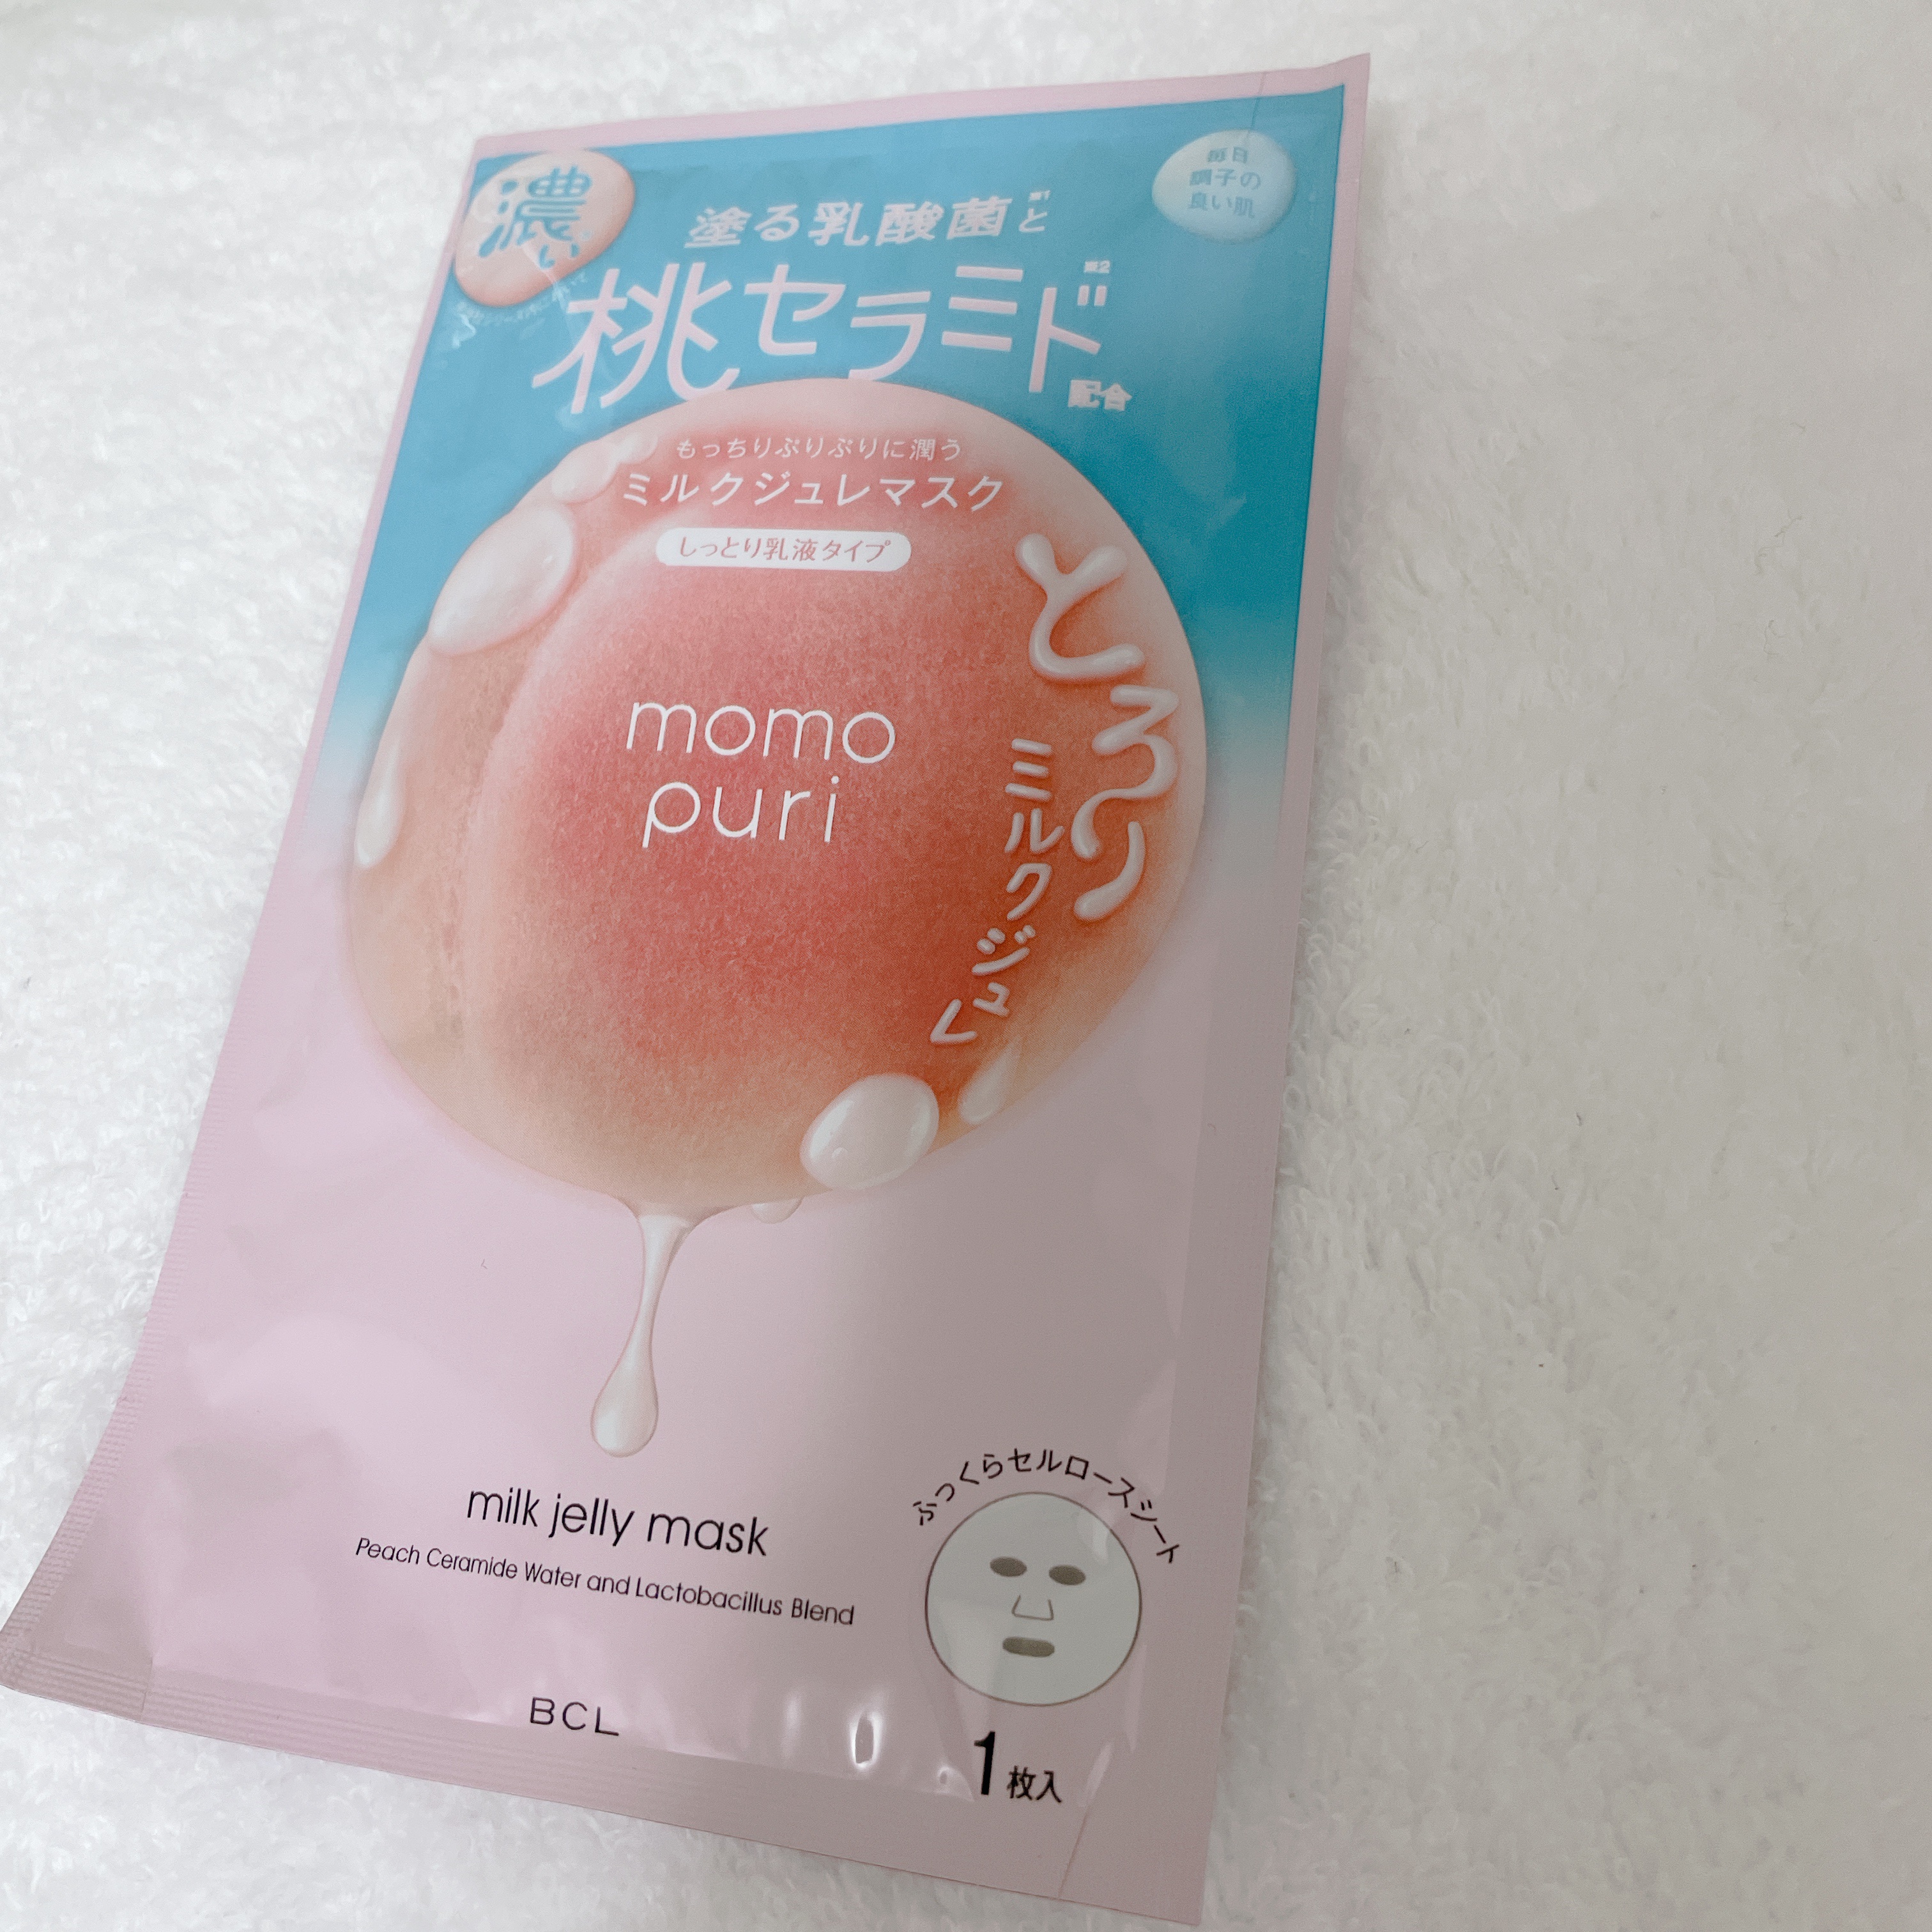 濃い
塗る乳酸菌※1と
桃セラミド※2
配合
毎日
調子の
良い肌
もっちりぷりぷりに潤う
ミルクジュレマスク
しっとり乳液タイプ
とろ〜り
ミルクジュレ
momo
puri
milk jelly mask
Peach Ceramide Water and Lactobacillus Blend
ふっくらセルロースシート
BCL
1枚入